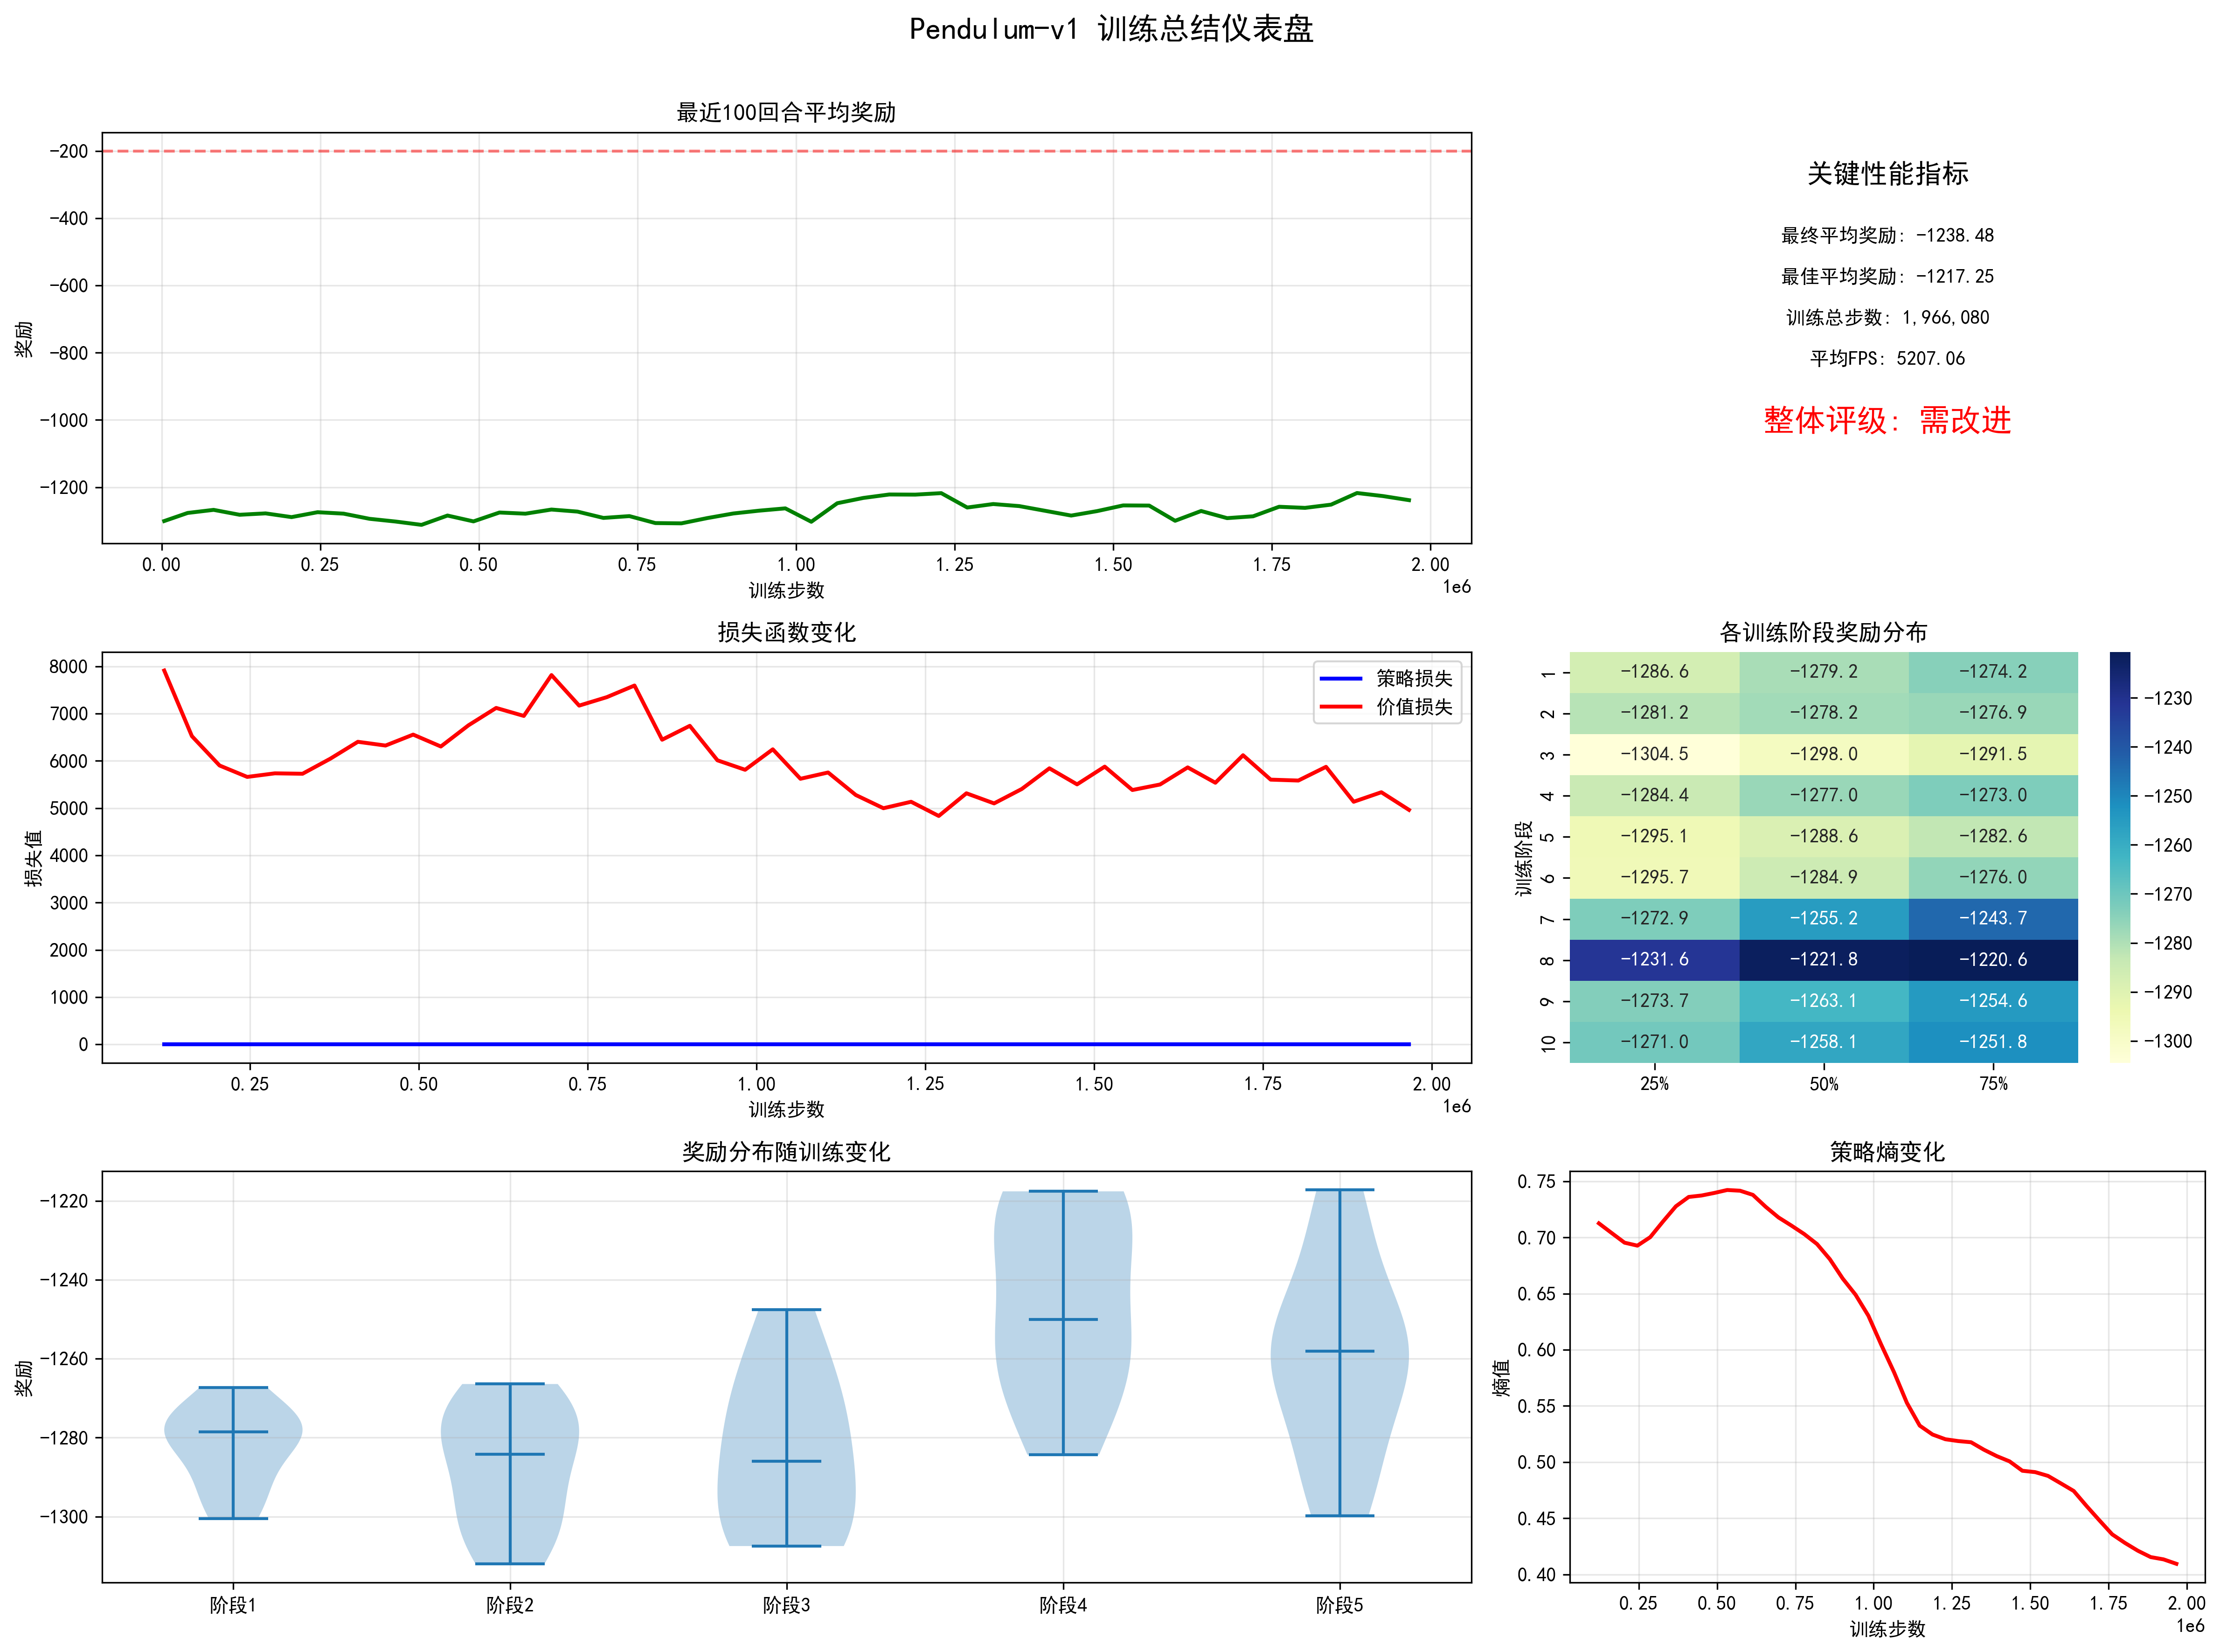 Pendulum-v1 训练总结仪表盘
最近100回合平均奖励
奖励
-200
-400
-600
-800
-1000
-1200
0.00 0.25 0.50 0.75 1.00 1.25 1.50 1.75 2.00
1e6
训练步数
关键性能指标
最终平均奖励: -1238.48
最佳平均奖励: -1217.25
训练总步数: 1,966,080
平均FPS: 5207.06
整体评级: 需改进
损失函数变化
损失值
8000
7000
6000
5000
4000
3000
2000
1000
0
策略损失
价值损失
0.25 0.50 0.75 1.00 1.25 1.50 1.75 2.00
1e6
训练步数
各训练阶段奖励分布
训练阶段
1 -1286.6 -1279.2 -1274.2
2 -1281.2 -1278.2 -1276.9
3 -1304.5 -1298.0 -1291.5
4 -1284.4 -1277.0 -1273.0
5 -1295.1 -1288.6 -1282.6
6 -1295.7 -1284.9 -1276.0
7 -1272.9 -1255.2 -1243.7
8 -1231.6 -1221.8 -1220.6
9 -1273.7 -1263.1 -1254.6
10 -1271.0 -1258.1 -1251.8
25% 50% 75%
-1230
-1240
-1250
-1260
-1270
-1280
-1290
-1300
奖励分布随训练变化
奖励
-1220
-1240
-1260
-1280
-1300
阶段1 阶段2 阶段3 阶段4 阶段5
策略熵变化
熵值
0.75
0.70
0.65
0.60
0.55
0.50
0.45
0.40
0.25 0.50 0.75 1.00 1.25 1.50 1.75 2.00
1e6
训练步数